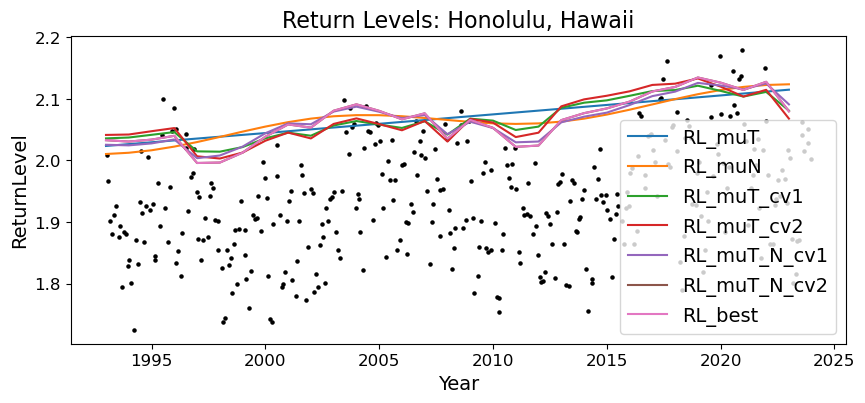 Return Levels: Honolulu, Hawaii
ReturnLevel
2.2
2.1
2.0
1.9
1.8
RL_muT
RL_muN
RL_muT_cv1
RL_muT_cv2
RL_muT_N_cv1
RL_muT_N_cv2
RL_best
1995 2000 2005 2010 2015 2020 2025
Year